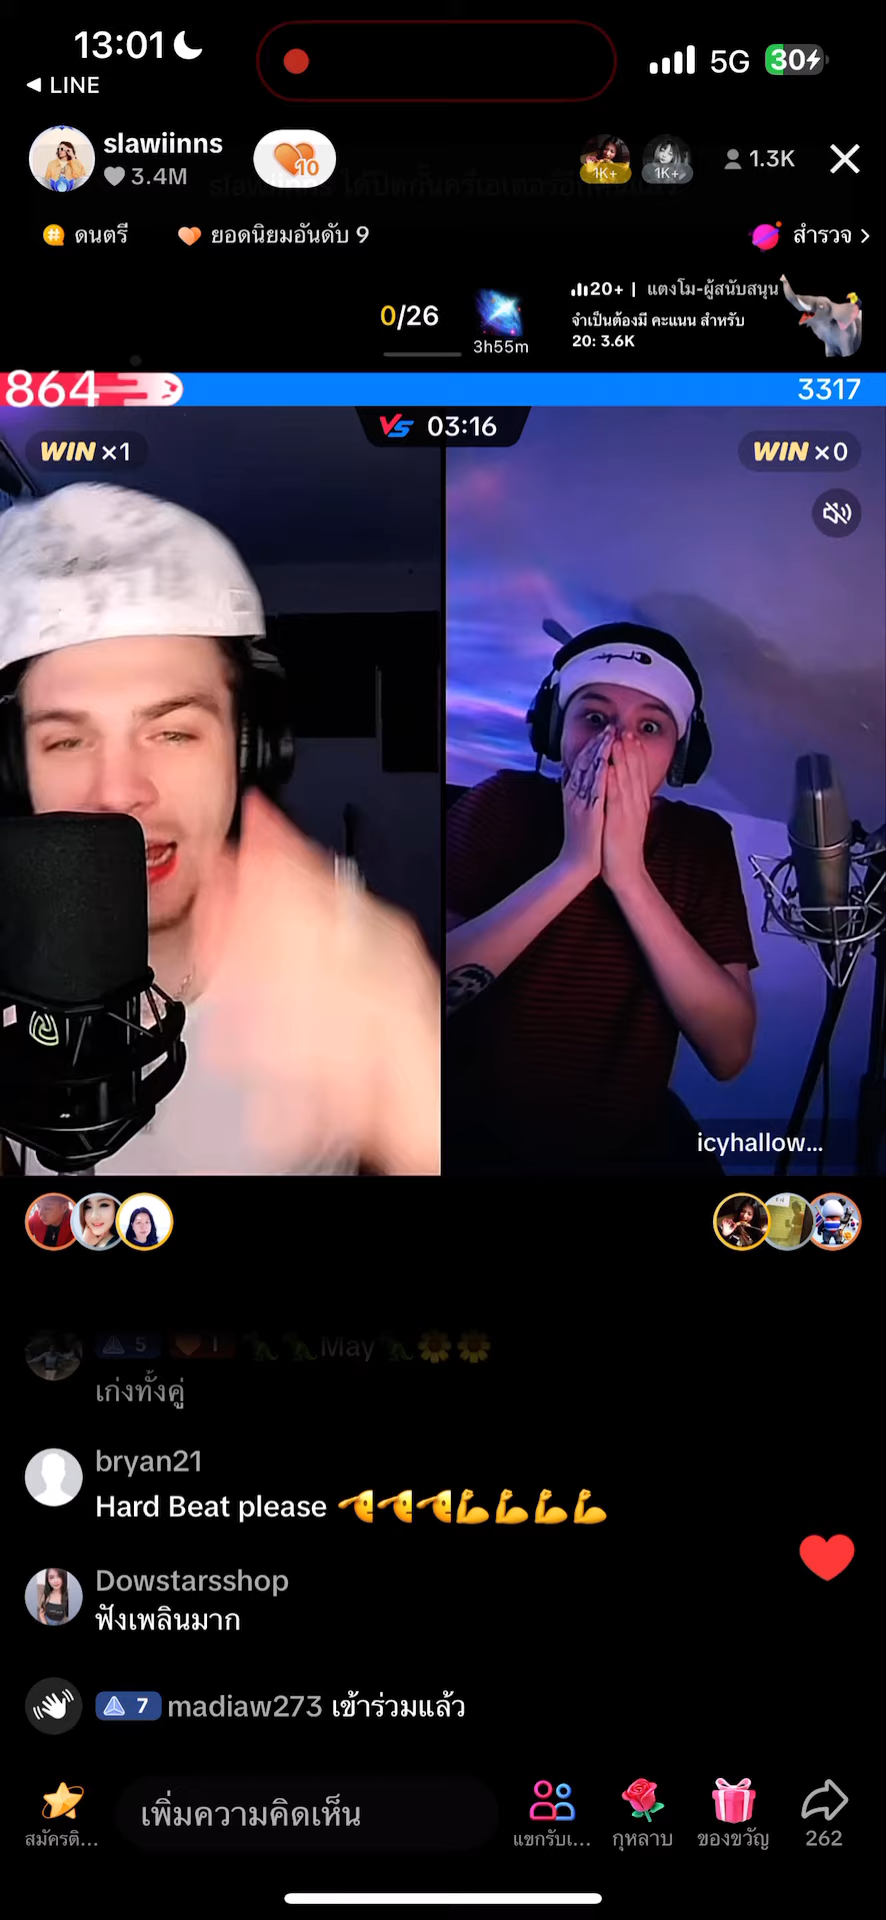 13:01
5G
30
◀ LINE
slawiinns
3.4M
10
1K+
1K+
1.3K
ดนตรี
ยอดนิยมอันดับ 9
สำรวจ
0/26
3h55m
20+ | แตงโม-ผู้สนับสนุน
จำเป็นต้องมี คะแนน สำหรับ
20: 3.6K
864
3317
VS 03:16
WIN ×1
WIN ×0
icyhallow...
5
1
May
เก่งทั้งคู่
bryan21
Hard Beat please
Dowstarsshop
ฟังเพลินมาก
7 madiaw273 เข้าร่วมแล้ว
เพิ่มความคิดเห็น
สมัครติ...
แขกรับเ...
กุหลาบ
ของขวัญ
262